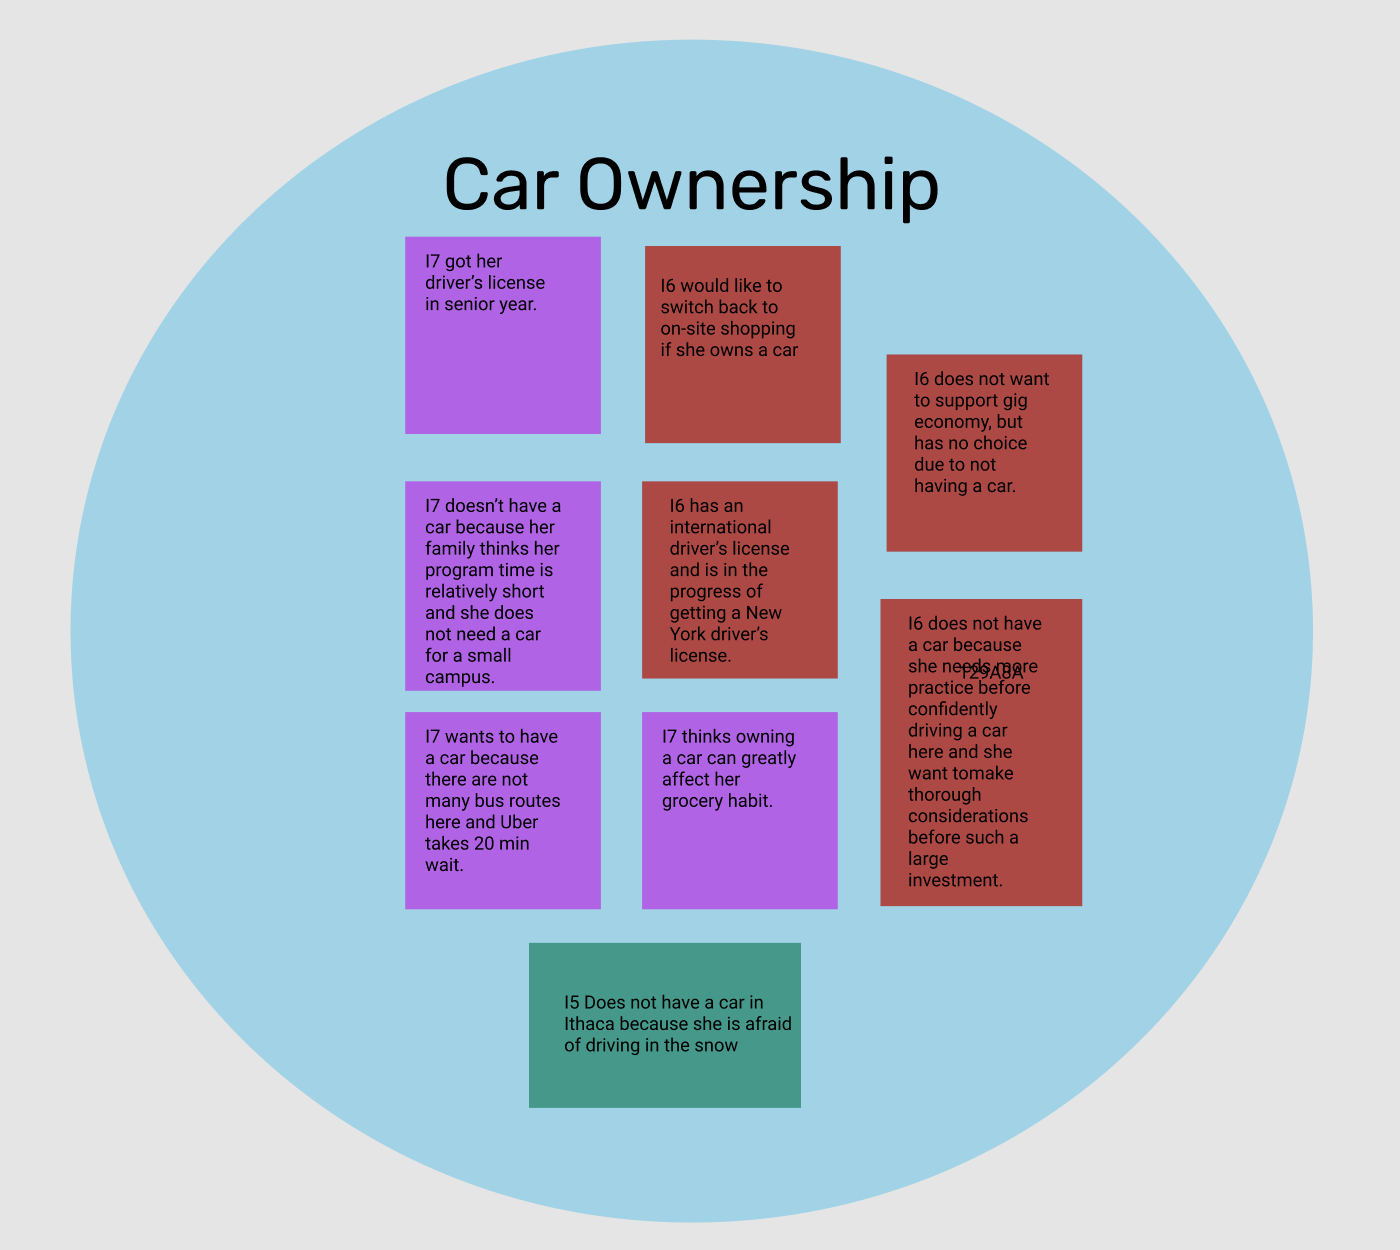 Car Ownership
I7 got her
driver’s license
in senior year.
I6 would like to
switch back to
on-site shopping
if she owns a car
I6 does not want
to support gig
economy, but
has no choice
due to not
having a car.
I7 doesn’t have a
car because her
family thinks her
program time is
relatively short
and she does
not need a car
for a small
campus.
I6 has an
international
driver’s license
and is in the
progress of
getting a New
York driver’s
license.
I6 does not have
a car because
she needs more
practice before
confidently
driving a car
here and she
want tomake
thorough
considerations
before such a
large
investment.
I7 wants to have
a car because
there are not
many bus routes
here and Uber
takes 20 min
wait.
I7 thinks owning
a car can greatly
affect her
grocery habit.
I5 Does not have a car in
Ithaca because she is afraid
of driving in the snow